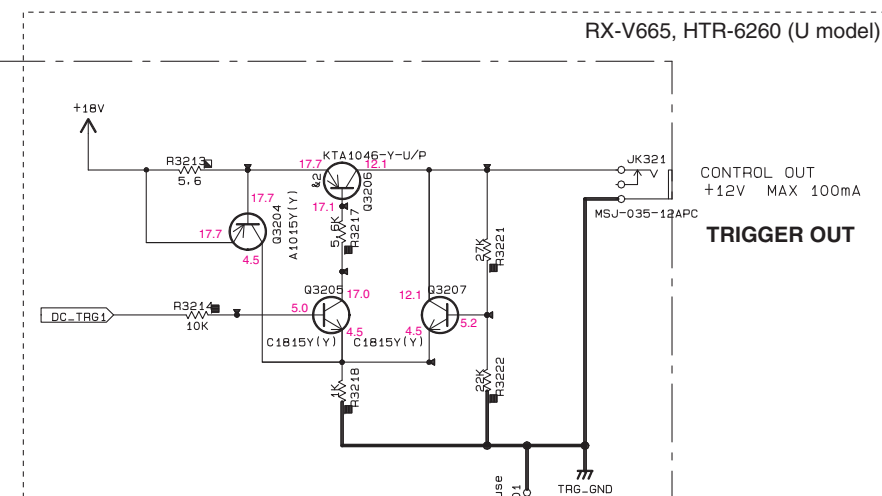 RX-V665, HTR-6260 (U model)
+18V
R3213
5.6
17.7
KTA1046-Y-U/P
12.1
&2
Q3206
17.1
17.7
17.7
Q3204
A1015Y(Y)
4.5
5.6K
R3217
27K
R3221
JK321
CONTROL OUT
+12V MAX 100mA
MSJ-035-12APC
TRIGGER OUT
DC_TRG1
R3214
10K
Q3205
17.0
5.0
4.5
C1815Y(Y)
Q3207
12.1
5.2
4.5
C1815Y(Y)
1K
R3218
22K
R3222
TRG_GND